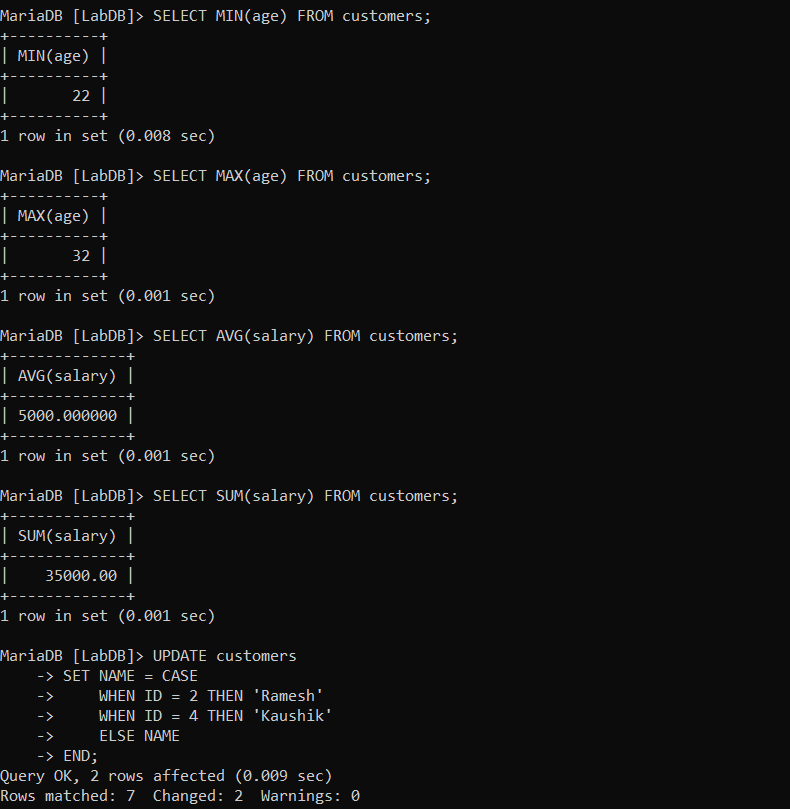 MariaDB [LabDB]> SELECT MIN(age) FROM customers;
+----------+
| MIN(age) |
+----------+
|       22 |
+----------+
1 row in set (0.008 sec)

MariaDB [LabDB]> SELECT MAX(age) FROM customers;
+----------+
| MAX(age) |
+----------+
|       32 |
+----------+
1 row in set (0.001 sec)

MariaDB [LabDB]> SELECT AVG(salary) FROM customers;
+-------------+
| AVG(salary) |
+-------------+
| 5000.000000 |
+-------------+
1 row in set (0.001 sec)

MariaDB [LabDB]> SELECT SUM(salary) FROM customers;
+-------------+
| SUM(salary) |
+-------------+
|    35000.00 |
+-------------+
1 row in set (0.001 sec)

MariaDB [LabDB]> UPDATE customers
    -> SET NAME = CASE
    ->     WHEN ID = 2 THEN 'Ramesh'
    ->     WHEN ID = 4 THEN 'Kaushik'
    ->     ELSE NAME
    -> END;
Query OK, 2 rows affected (0.009 sec)
Rows matched: 7  Changed: 2  Warnings: 0